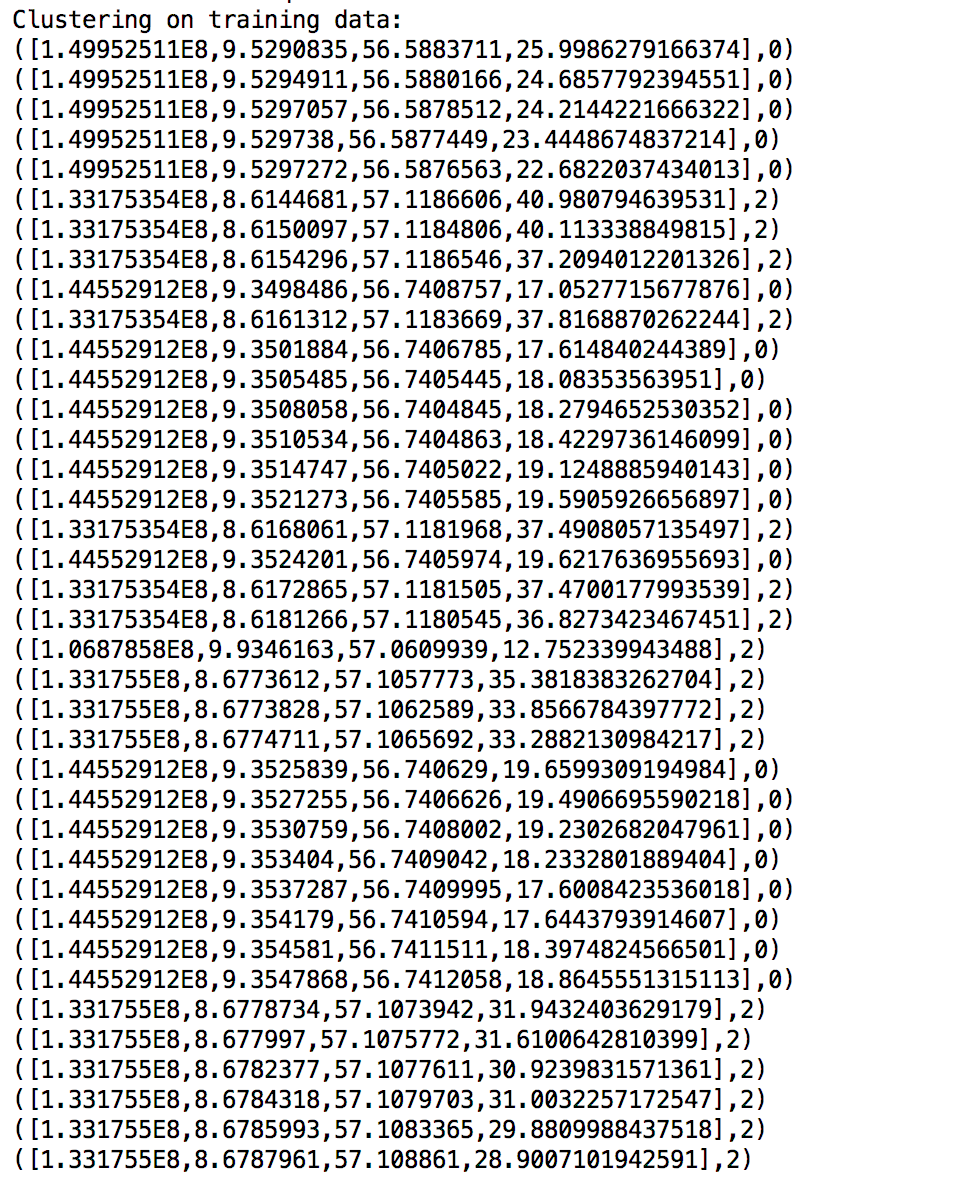 Clustering on training data:
([1.49952511E8,9.5290835,56.5883711,25.9986279166374],0)
([1.49952511E8,9.5294911,56.5880166,24.6857792394551],0)
([1.49952511E8,9.5297057,56.5878512,24.2144221666322],0)
([1.49952511E8,9.529738,56.5877449,23.4448674837214],0)
([1.49952511E8,9.5297272,56.5876563,22.6822037434013],0)
([1.33175354E8,8.6144681,57.1186606,40.980794639531],2)
([1.33175354E8,8.6150097,57.1184806,40.113338849815],2)
([1.33175354E8,8.6154296,57.1186546,37.2094012201326],2)
([1.44552912E8,9.3498486,56.7408757,17.0527715677876],0)
([1.33175354E8,8.6161312,57.1183669,37.8168870262244],2)
([1.44552912E8,9.3501884,56.7406785,17.614840244389],0)
([1.44552912E8,9.3505485,56.7405445,18.08353563951],0)
([1.44552912E8,9.3508058,56.7404845,18.2794652530352],0)
([1.44552912E8,9.3510534,56.7404863,18.4229736146099],0)
([1.44552912E8,9.3514747,56.7405022,19.1248885940143],0)
([1.44552912E8,9.3521273,56.7405585,19.5905926656897],0)
([1.33175354E8,8.6168061,57.1181968,37.4908057135497],2)
([1.44552912E8,9.3524201,56.7405974,19.6217636955693],0)
([1.33175354E8,8.6172865,57.1181505,37.4700177993539],2)
([1.33175354E8,8.6181266,57.1180545,36.8273423467451],2)
([1.0687858E8,9.9346163,57.0609939,12.752339943488],2)
([1.331755E8,8.6773612,57.1057773,35.3818383262704],2)
([1.331755E8,8.6773828,57.1062589,33.8566784397772],2)
([1.331755E8,8.6774711,57.1065692,33.2882130984217],2)
([1.44552912E8,9.3525839,56.740629,19.6599309194984],0)
([1.44552912E8,9.3527255,56.7406626,19.4906695590218],0)
([1.44552912E8,9.3530759,56.7408002,19.2302682047961],0)
([1.44552912E8,9.353404,56.7409042,18.2332801889404],0)
([1.44552912E8,9.3537287,56.7409995,17.6008423536018],0)
([1.44552912E8,9.354179,56.7410594,17.6443793914607],0)
([1.44552912E8,9.354581,56.7411511,18.3974824566501],0)
([1.44552912E8,9.3547868,56.7412058,18.8645551315113],0)
([1.331755E8,8.6778734,57.1073942,31.9432403629179],2)
([1.331755E8,8.677997,57.1075772,31.6100642810399],2)
([1.331755E8,8.6782377,57.1077611,30.9239831571361],2)
([1.331755E8,8.6784318,57.1079703,31.0032257172547],2)
([1.331755E8,8.6785993,57.1083365,29.8809988437518],2)
([1.331755E8,8.6787961,57.108861,28.9007101942591],2)